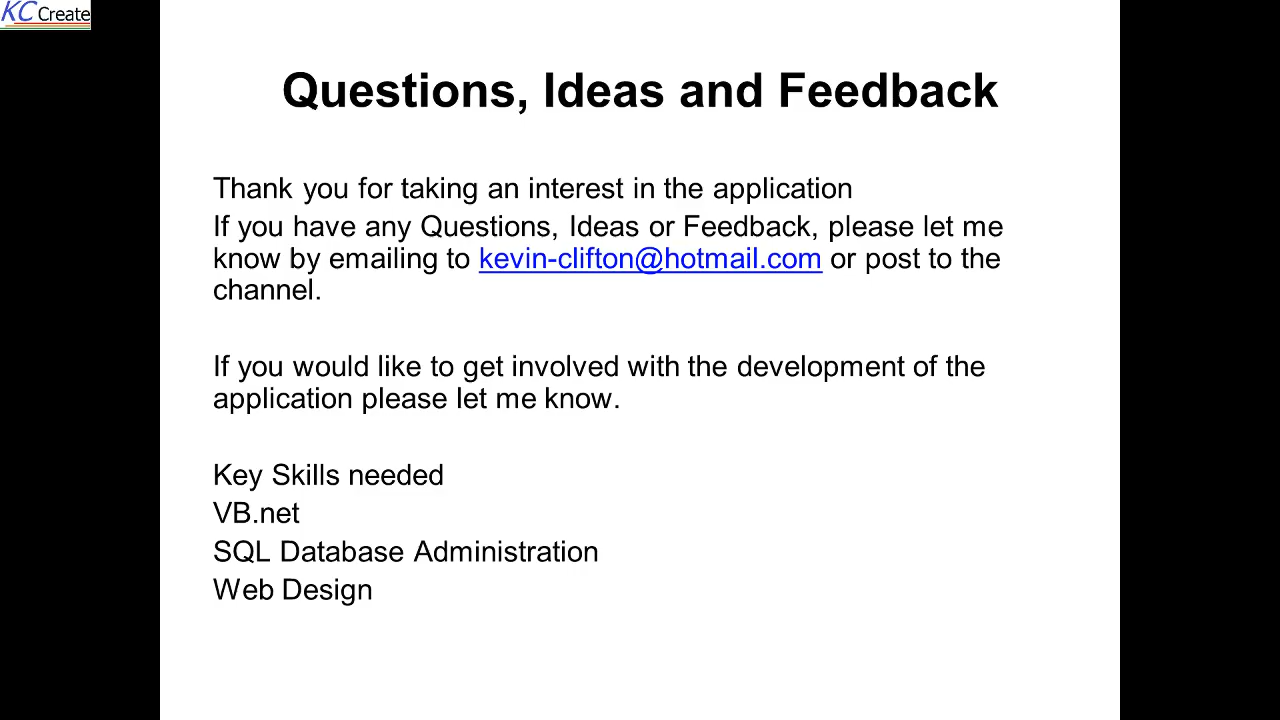 KC Create
Questions, Ideas and Feedback
Thank you for taking an interest in the application
If you have any Questions, Ideas or Feedback, please let me
know by emailing to kevin-clifton@hotmail.com or post to the
channel.
If you would like to get involved with the development of the
application please let me know.
Key Skills needed
VB.net
SQL Database Administration
Web Design